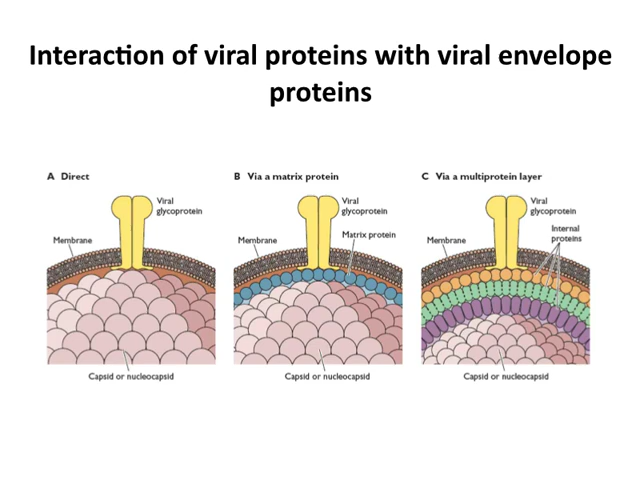 Interaction of viral proteins with viral envelope
proteins
A Direct
Viral
glycoprotein
Membrane
Capsid or nucleocapsid
B Via a matrix protein
Viral
glycoprotein
Matrix protein
Membrane
Capsid or nucleocapsid
C Via a multiprotein layer
Viral
glycoprotein
Internal
proteins
Membrane
Capsid or nucleocapsid